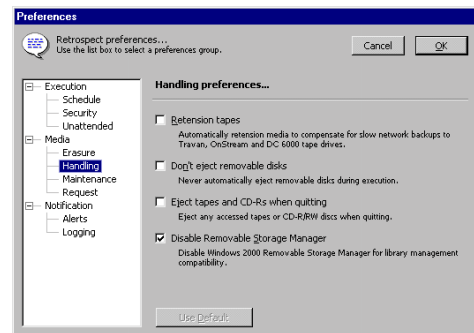 Preferences
Retrospect preferences...
Use the list box to select a preferences group.
Cancel
OK
Execution
Schedule
Security
Unattended
Media
Erasure
Handling
Maintenance
Request
Notification
Alerts
Logging
Handling preferences...
Retension tapes
Automatically retension media to compensate for slow network backups to
Travan, OnStream and DC 6000 tape drives.
Don't eject removable disks
Never automatically eject removable disks during execution.
Eject tapes and CD-Rs when quitting
Eject any accessed tapes or CD-R/RW discs when quitting.
Disable Removable Storage Manager
Disable Windows 2000 Removable Storage Manager for library management
compatibility.
Use Default